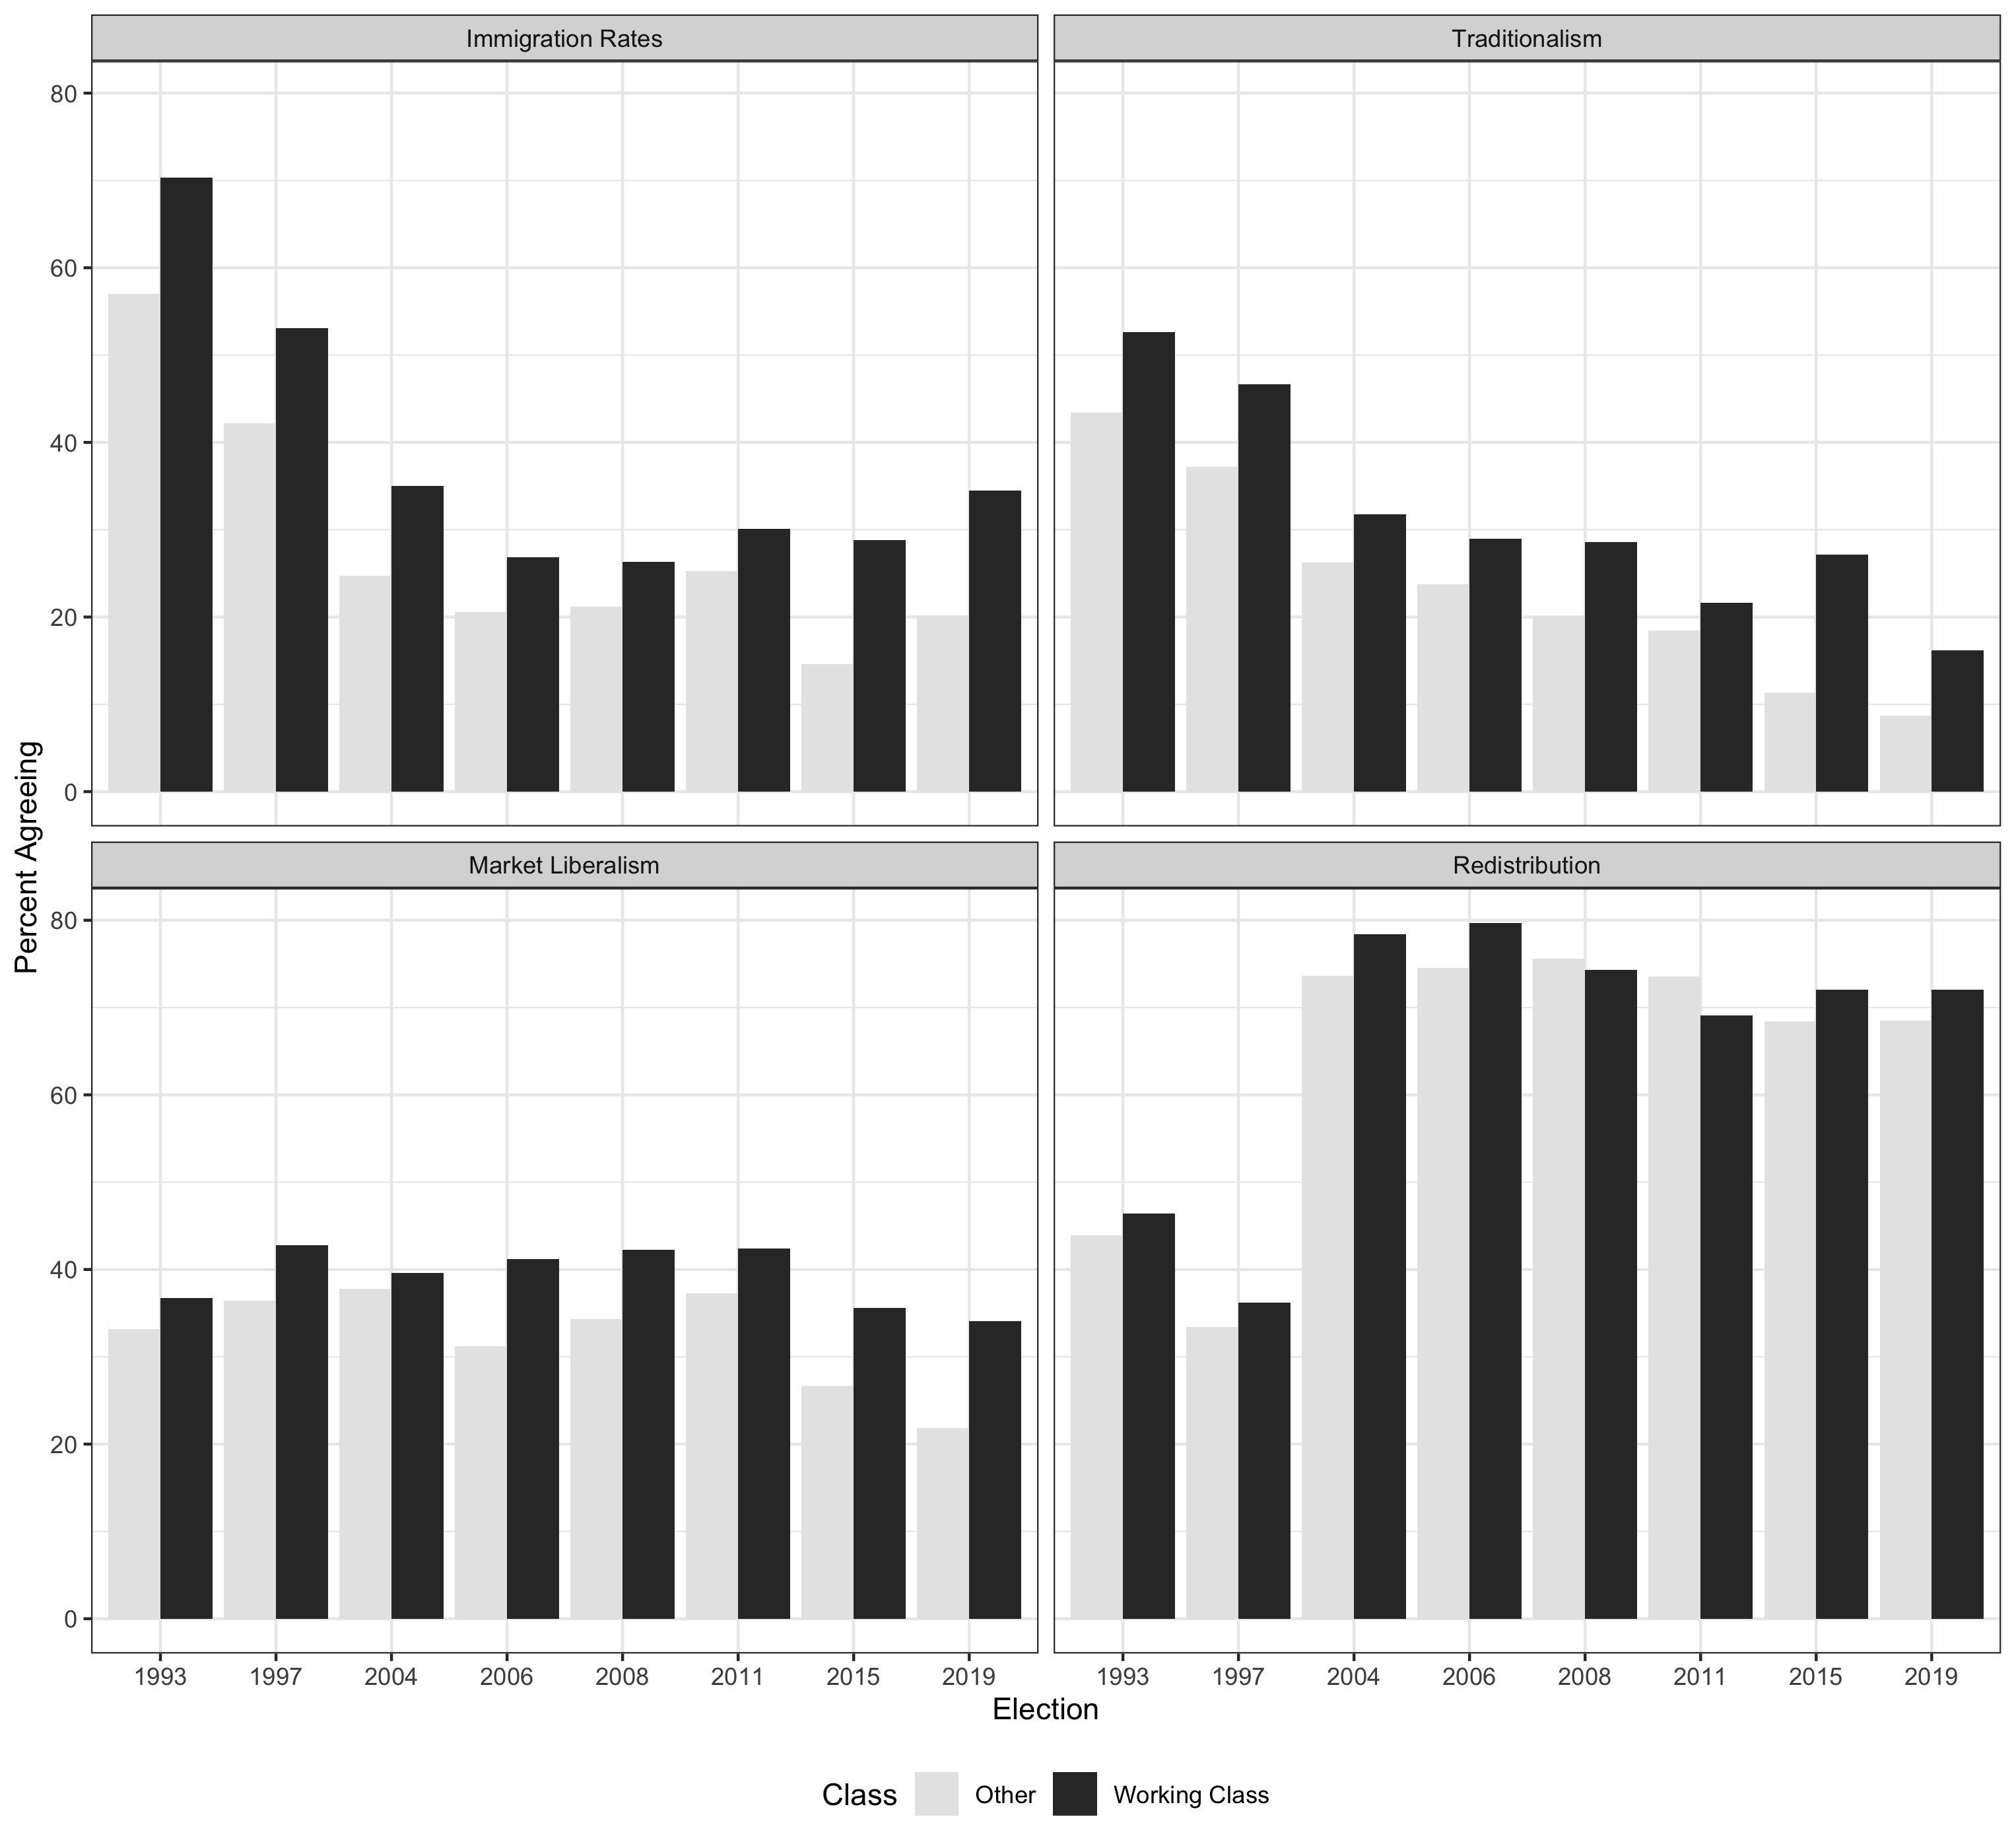 Immigration Rates
Traditionalism
80
60
40
20
0
Percent Agreeing
Market Liberalism
Redistribution
80
60
40
20
0
1993 1997 2004 2006 2008 2011 2015 2019
1993 1997 2004 2006 2008 2011 2015 2019
Election
Class Other Working Class